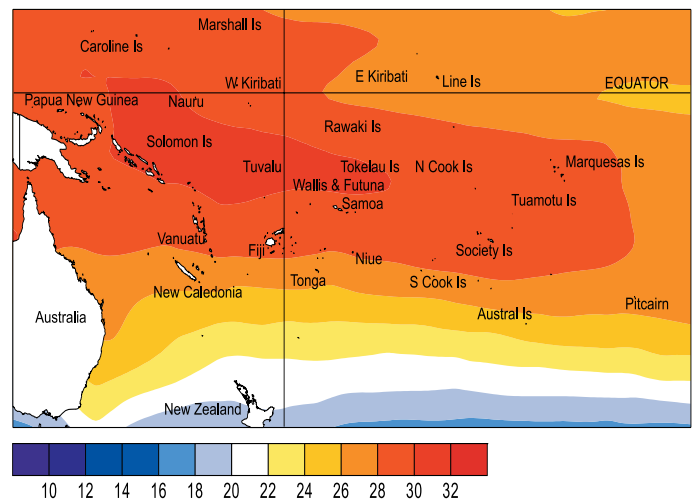 Marshall Is
Caroline Is
W Kiribati
E Kiribati
Line Is
EQUATOR
Papua New Guinea
Nauru
Rawaki Is
Solomon Is
Tuvalu
Tokelau Is
N Cook Is
Marquesas Is
Wallis & Futuna
Samoa
Tuamotu Is
Vanuatu
Fiji
Niue
Society Is
Tonga
S Cook Is
New Caledonia
Pitcairn
Australia
Austral Is
New Zealand
10 12 14 16 20 22 24 26 28 30 32